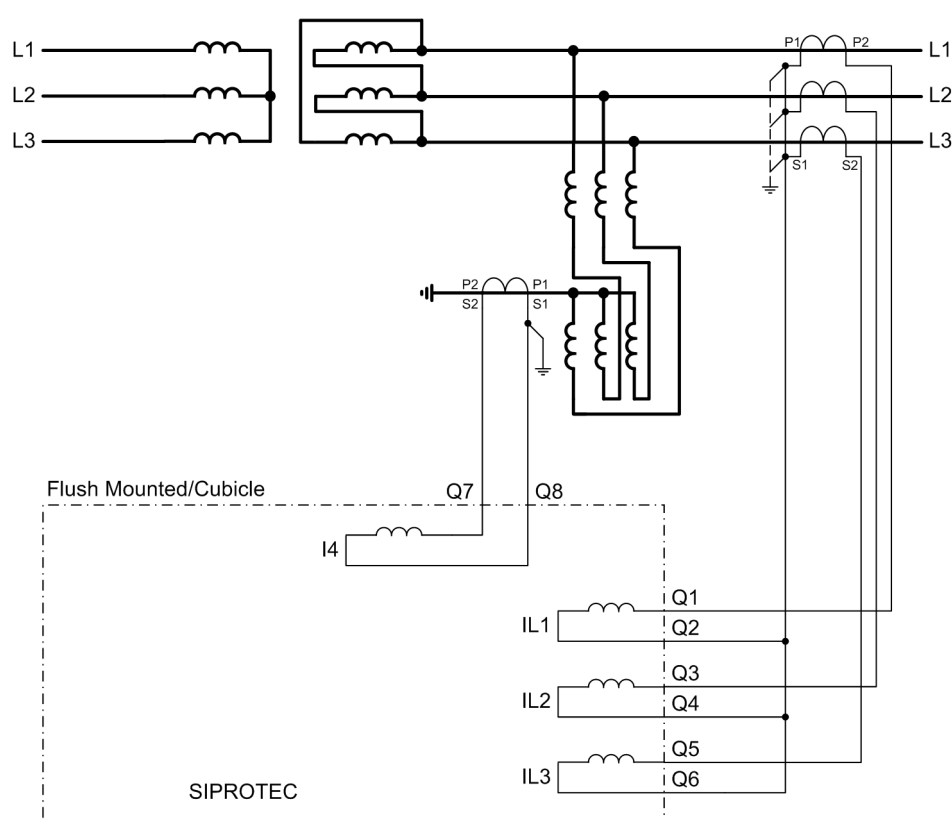 L1
L1
P1
P2
L2
L2
L3
L3
S1
S2
P2
P1
S2
S1
Flush Mounted/Cubicle
Q7
Q8
I4
Q1
IL1
Q2
Q3
IL2
Q4
Q5
IL3
Q6
SIPROTEC